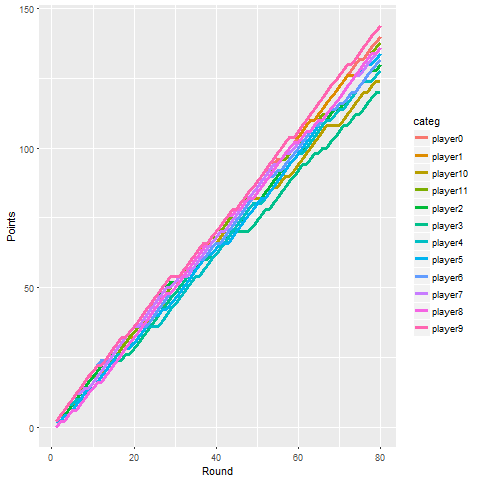 150
100
50
0
Points
0
20
40
60
80
Round
categ
player0
player1
player10
player11
player2
player3
player4
player5
player6
player7
player8
player9